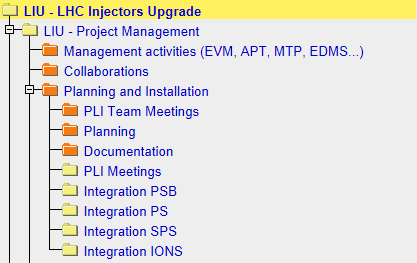 LIU - LHC Injectors Upgrade
LIU - Project Management
Management activities (EVM, APT, MTP, EDMS...)
Collaborations
Planning and Installation
PLI Team Meetings
Planning
Documentation
PLI Meetings
Integration PSB
Integration PS
Integration SPS
Integration IONS